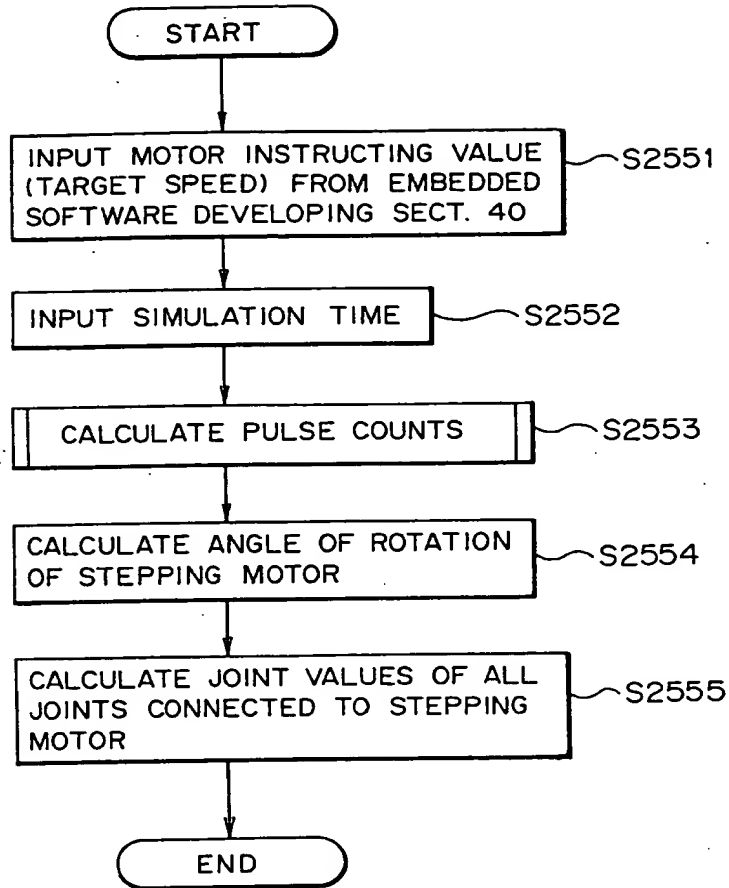 START
INPUT MOTOR INSTRUCTING VALUE
(TARGET SPEED) FROM EMBEDDED
SOFTWARE DEVELOPING SECT. 40
S2551
INPUT SIMULATION TIME
S2552
CALCULATE PULSE COUNTS
S2553
CALCULATE ANGLE OF ROTATION
OF STEPPING MOTOR
S2554
CALCULATE JOINT VALUES OF ALL
JOINTS CONNECTED TO STEPPING
MOTOR
S2555
END